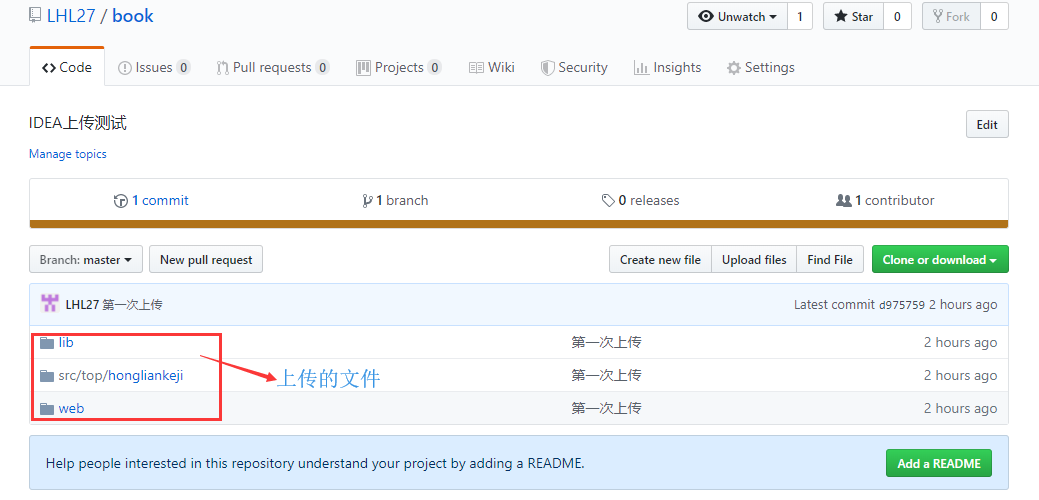 LHL27 / book
Unwatch 1 Star 0 Fork 0
Code Issues 0 Pull requests 0 Projects 0 Wiki Security Insights Settings
IDEA上传测试
Edit
Manage topics
1 commit 1 branch 0 releases 1 contributor
Branch: master New pull request Create new file Upload files Find File Clone or download
LHL27 第一次上传 Latest commit d975759 2 hours ago
lib 第一次上传 2 hours ago
src/top/hongliankeji 第一次上传 2 hours ago
上传的文件
web 第一次上传 2 hours ago
Help people interested in this repository understand your project by adding a README. Add a README